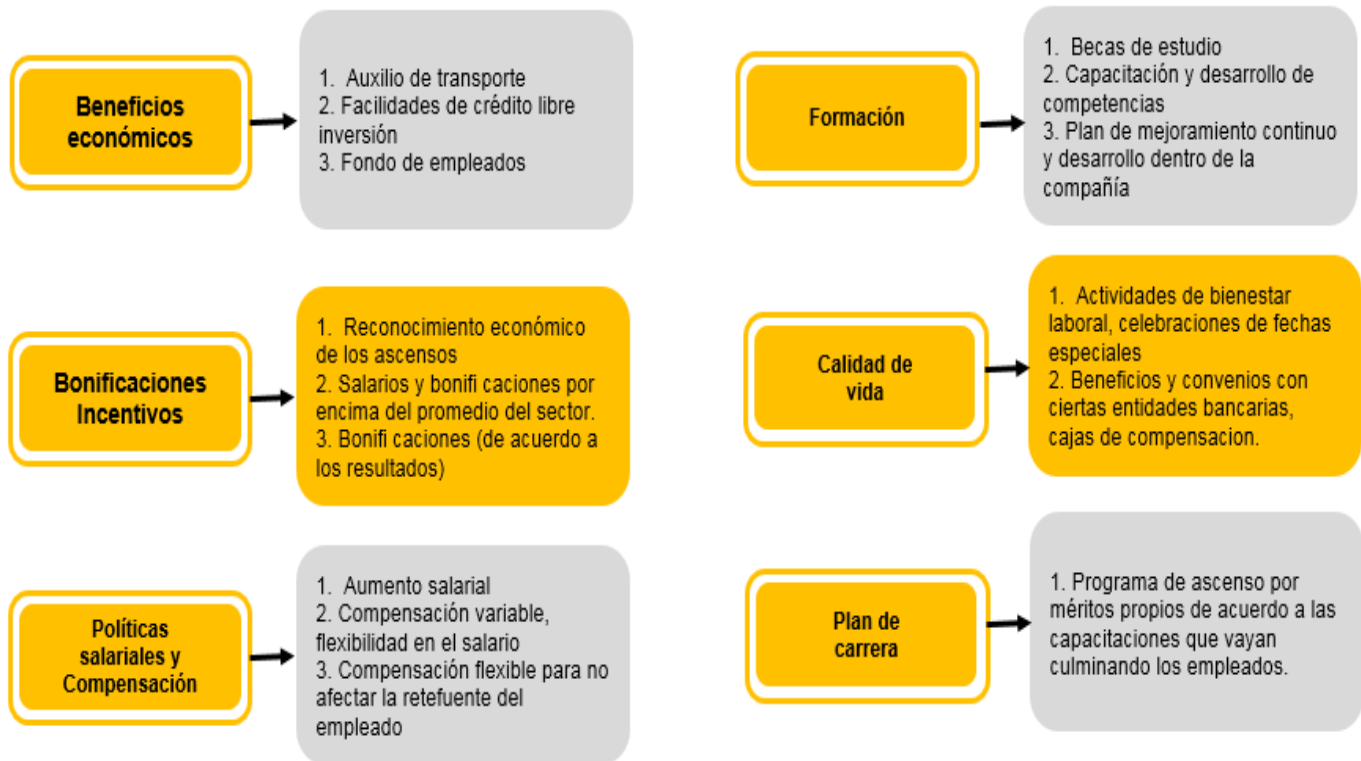 Beneficios
económicos
1. Auxilio de transporte
2. Facilidades de crédito libre
inversión
3. Fondo de empleados
Formación
1. Becas de estudio
2. Capacitación y desarrollo de
competencias
3. Plan de mejoramiento continuo
y desarrollo dentro de la
compañía
Bonificaciones
Incentivos
1. Reconocimiento económico
de los ascensos
2. Salarios y bonifi caciones por
encima del promedio del sector.
3. Bonifi caciones (de acuerdo a
los resultados)
Calidad de
vida
1. Actividades de bienestar
laboral, celebraciones de fechas
especiales
2. Beneficios y convenios con
ciertas entidades bancarias,
cajas de compensacion.
Políticas
salariales y
Compensación
1. Aumento salarial
2. Compensación variable,
flexibilidad en el salario
3. Compensación flexible para no
afectar la retefuente del
empleado
Plan de
carrera
1. Programa de ascenso por
méritos propios de acuerdo a las
capacitaciones que vayan
culminando los empleados.